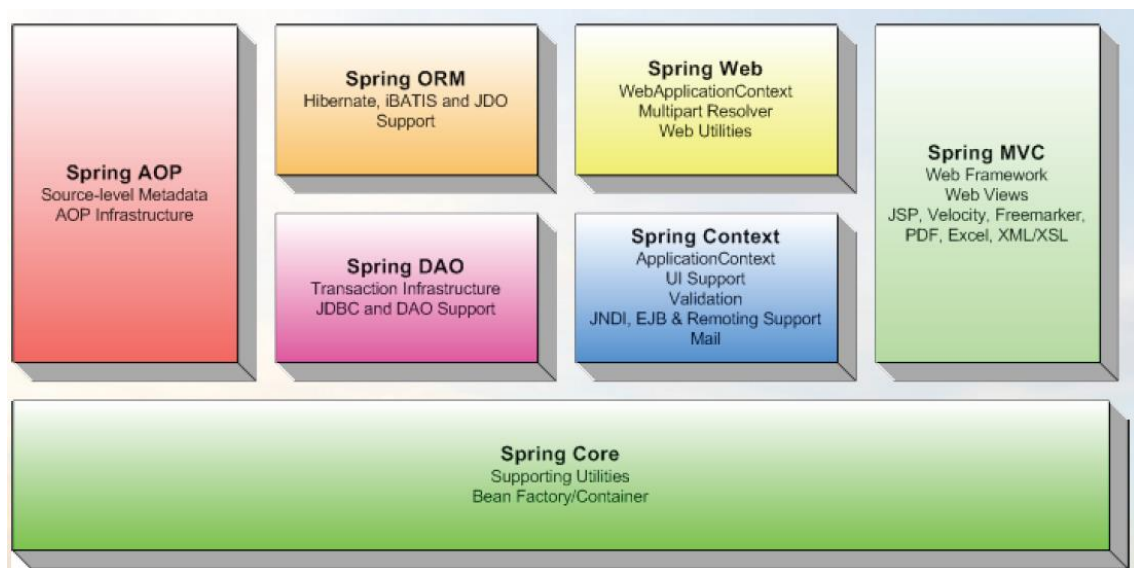 Spring AOP
Source-level Metadata
AOP Infrastructure
Spring ORM
Hibernate, iBATIS and JDO
Support
Spring DAO
Transaction Infrastructure
JDBC and DAO Support
Spring Web
WebApplicationContext
Multipart Resolver
Web Utilities
Spring Context
ApplicationContext
UI Support
Validation
JNDI, EJB & Remoting Support
Mail
Spring MVC
Web Framework
Web Views
JSP, Velocity, Freemarker,
PDF, Excel, XML/XSL
Spring Core
Supporting Utilities
Bean Factory/Container